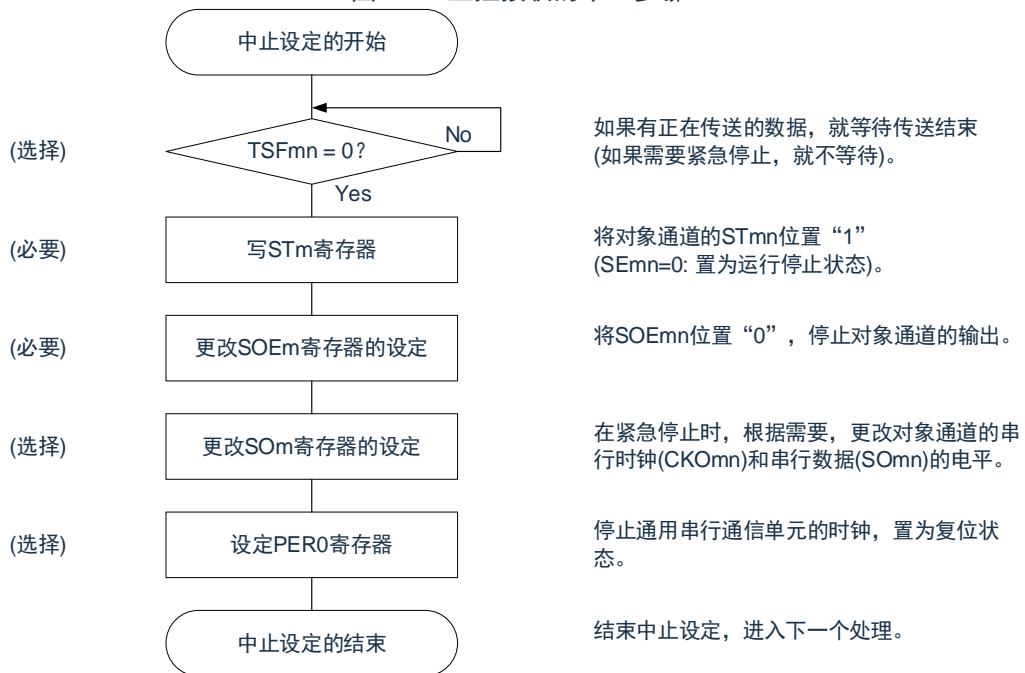 中止设定的开始
No
(选择)
TSFmn = 0?
如果有正在传送的数据，就等待传送结束
(如果需要紧急停止，就不等待)。
Yes
(必要)
写STm寄存器
将对象通道的STmn位置“1”
(SEmn=0: 置为运行停止状态)。
(必要)
更改SOEm寄存器的设定
将SOEmn位置“0”，停止对象通道的输出。
(选择)
更改SOm寄存器的设定
在紧急停止时，根据需要，更改对象通道的串
行时钟(CKOmn)和串行数据(SOmn)的电平。
(选择)
设定PER0寄存器
停止通用串行通信单元的时钟，置为复位状
态。
中止设定的结束
结束中止设定，进入下一个处理。